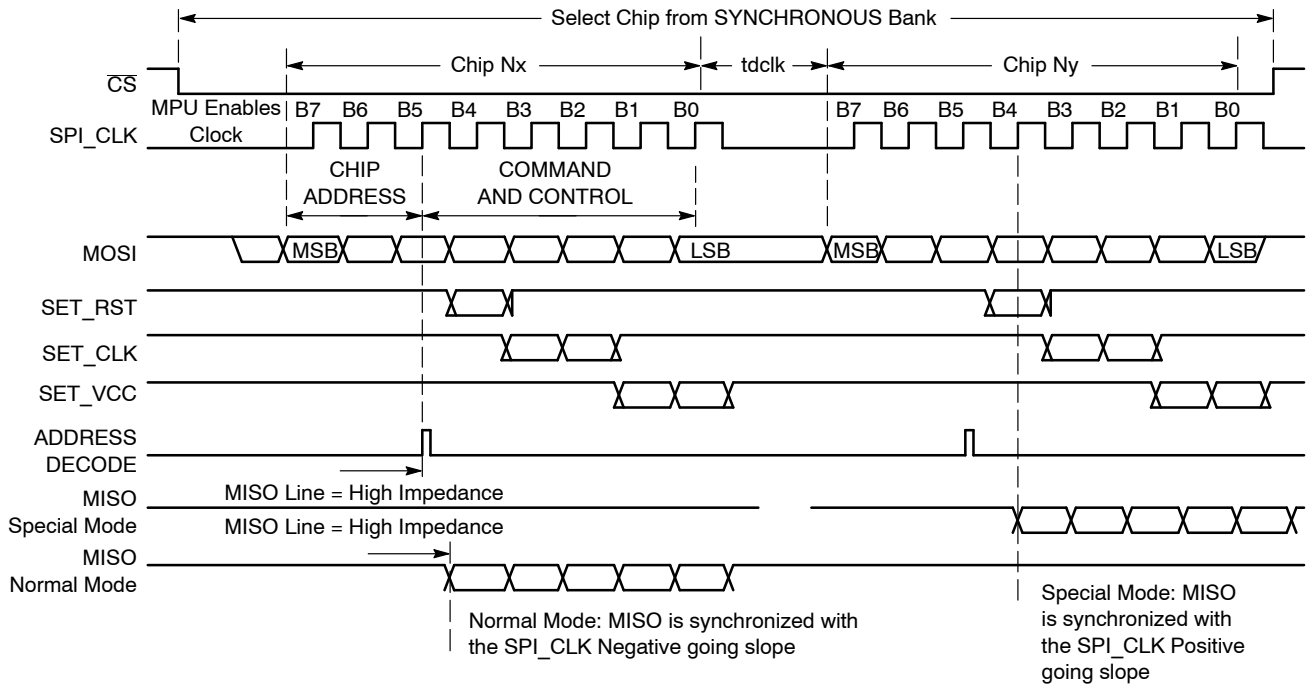 Select Chip from SYNCHRONOUS Bank
Chip Nx
tdclk
Chip Ny
CS
MPU Enables
Clock
B7 B6 B5 B4 B3 B2 B1 B0
B7 B6 B5 B4 B3 B2 B1 B0
SPI_CLK
CHIP
ADDRESS
COMMAND
AND CONTROL
MOSI
MSB
LSB
MSB
LSB
SET_RST
SET_CLK
SET_VCC
ADDRESS
DECODE
MISO
Special Mode
MISO Line = High Impedance
MISO Line = High Impedance
MISO
Normal Mode
Normal Mode: MISO is synchronized with
the SPI_CLK Negative going slope
Special Mode: MISO
is synchronized with
the SPI_CLK Positive
going slope